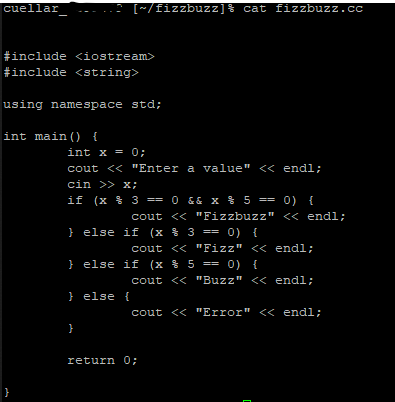 cuellar_ [~/fizzbuzz]% cat fizzbuzz.cc
#include <iostream>
#include <string>
using namespace std;
int main() {
int x = 0;
cout << "Enter a value" << endl;
cin >> x;
if (x % 3 == 0 && x % 5 == 0) {
cout << "Fizzbuzz" << endl;
} else if (x % 3 == 0) {
cout << "Fizz" << endl;
} else if (x % 5 == 0) {
cout << "Buzz" << endl;
} else {
cout << "Error" << endl;
}
return 0;
}